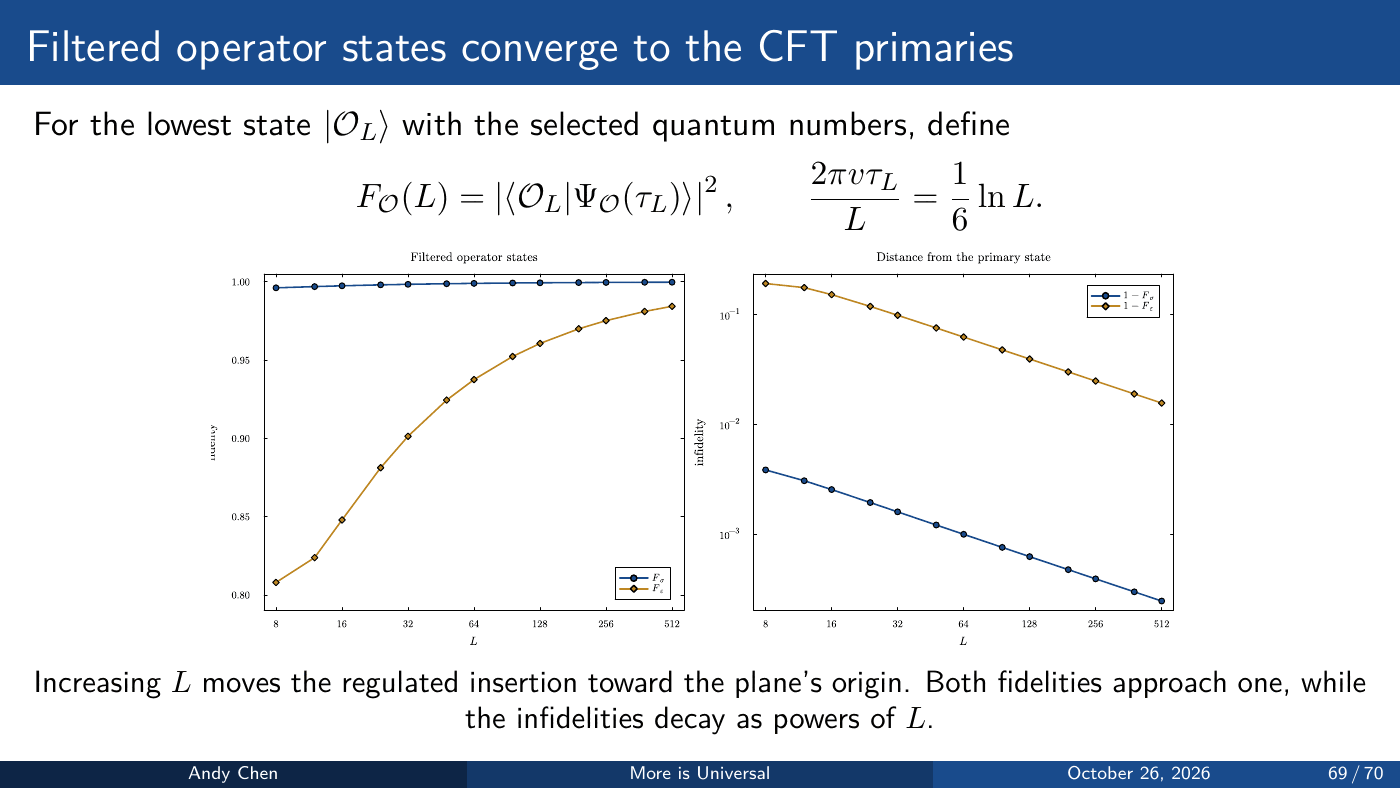 Filtered operator states converge to the CFT primaries
For the lowest state |𝒪_L⟩ with the selected quantum numbers, define
F_𝒪(L) = |⟨𝒪_L|Ψ_𝒪(τ_L)⟩|², 2πvτ_L / L = 1/6 ln L.
Filtered operator states
1.00
0.95
0.90
0.85
0.80
8 16 32 64 128 256 512
L
F_σ
F_ε
Distance from the primary state
infidelity
10⁻¹
10⁻²
10⁻³
8 16 32 64 128 256 512
L
1 − F_σ
1 − F_ε
Increasing L moves the regulated insertion toward the plane's origin. Both fidelities approach one, while
the infidelities decay as powers of L.
Andy Chen More is Universal October 26, 2026 69 / 70